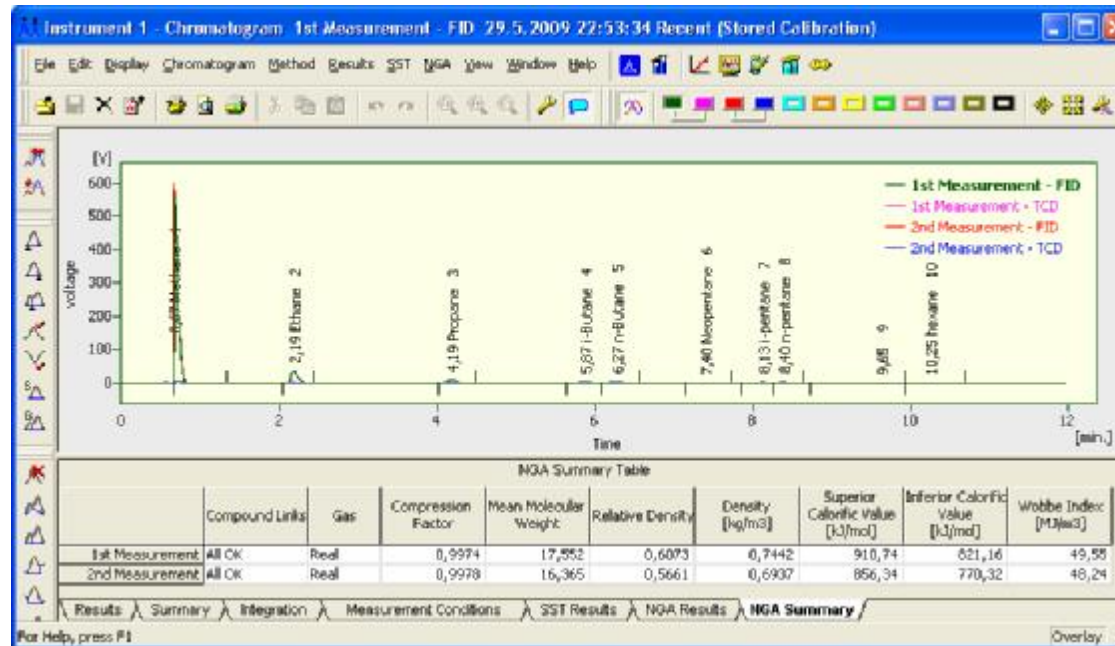 Instrument 1 - Chromatogram 1st Measurement - FID 29.5.2009 22:53:34 Recent (Stored Calibration)
File Edit Display Chromatogram Method Results SST NGA View Window Help
[V]
600
500
400
300
200
100
0
voltage
1st Measurement - FID
1st Measurement - TCD
2nd Measurement - FID
2nd Measurement - TCD
Methane
2,19 Ethane 2
4,19 Propane 3
5,87 i-Butane 4
6,27 n-Butane 5
7,40 Neopentane 6
8,13 i-pentane 7
8,40 n-pentane 8
9,65 9
10,25 hexane 10
0 2 4 6 8 10 12
Time [min.]
NGA Summary Table
Compound Links Gas Compression Factor Mean Molecular Weight Relative Density Density [kg/m3] Superior Calorific Value [kJ/mol] Inferior Calorific Value [kJ/mol] Wobbe Index [MJ/m3]
1st Measurement All OK Real 0,9974 17,552 0,6073 0,7442 910,74 821,16 49,55
2nd Measurement All OK Real 0,9978 16,365 0,5661 0,6937 856,34 770,32 48,24
Results Summary Integration Measurement Conditions SST Results NGA Results NGA Summary
For Help, press F1 Overlay